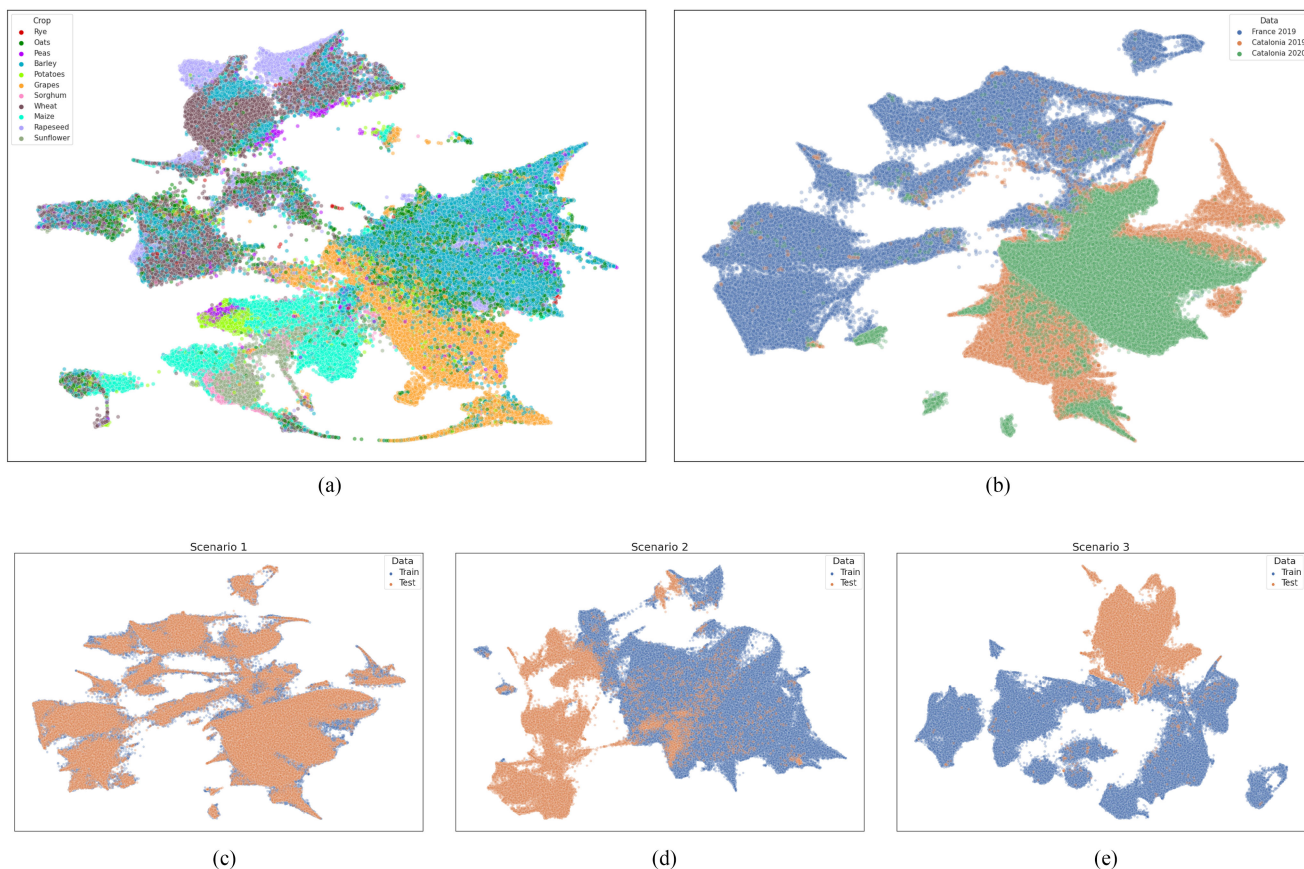 Crop
Rye
Oats
Peas
Barley
Potatoes
Grapes
Sorghum
Wheat
Maize
Rapeseed
Sunflower
Data
France 2019
Catalonia 2019
Catalonia 2020
(a)
(b)
Scenario 1
Data
Train
Test
Scenario 2
Data
Train
Test
Scenario 3
Data
Train
Test
(c)
(d)
(e)